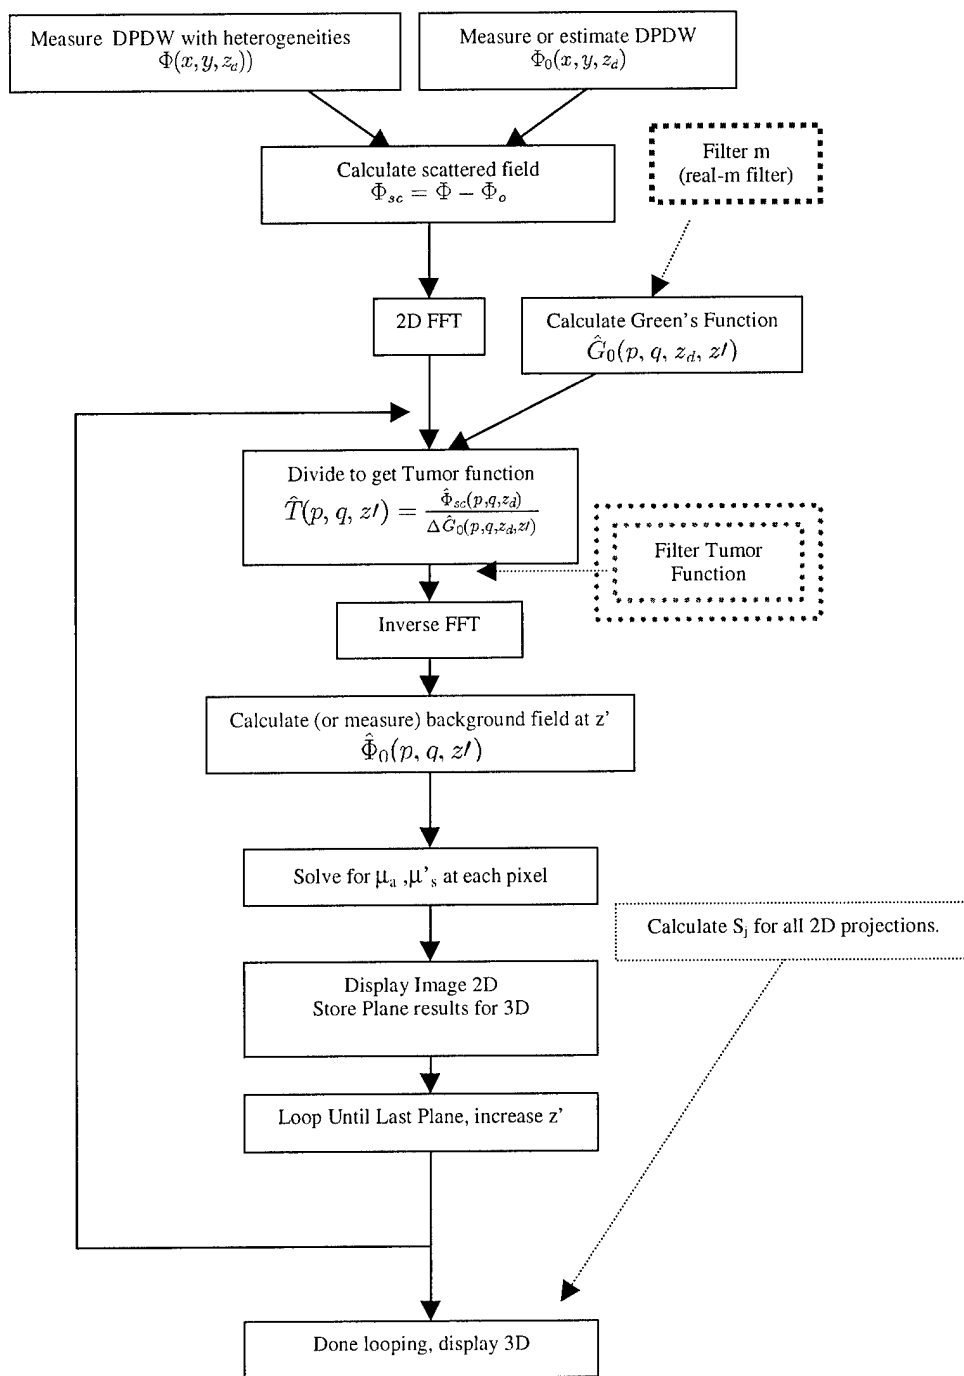 Measure DPDW with heterogeneities
Φ(x, y, z_d))
Measure or estimate DPDW
Φ_0(x, y, z_d)
Calculate scattered field
Φ_sc = Φ − Φ_o
Filter m
(real-m filter)
2D FFT
Calculate Green's Function
Ĝ_0(p, q, z_d, z′)
Divide to get Tumor function
T̂(p, q, z′) = Φ̂_sc(p,q,z_d) / ΔĜ_0(p,q,z_d,z′)
Filter Tumor
Function
Inverse FFT
Calculate (or measure) background field at z'
Φ̂_0(p, q, z′)
Solve for μ_a ,μ'_s at each pixel
Calculate S_j for all 2D projections.
Display Image 2D
Store Plane results for 3D
Loop Until Last Plane, increase z'
Done looping, display 3D